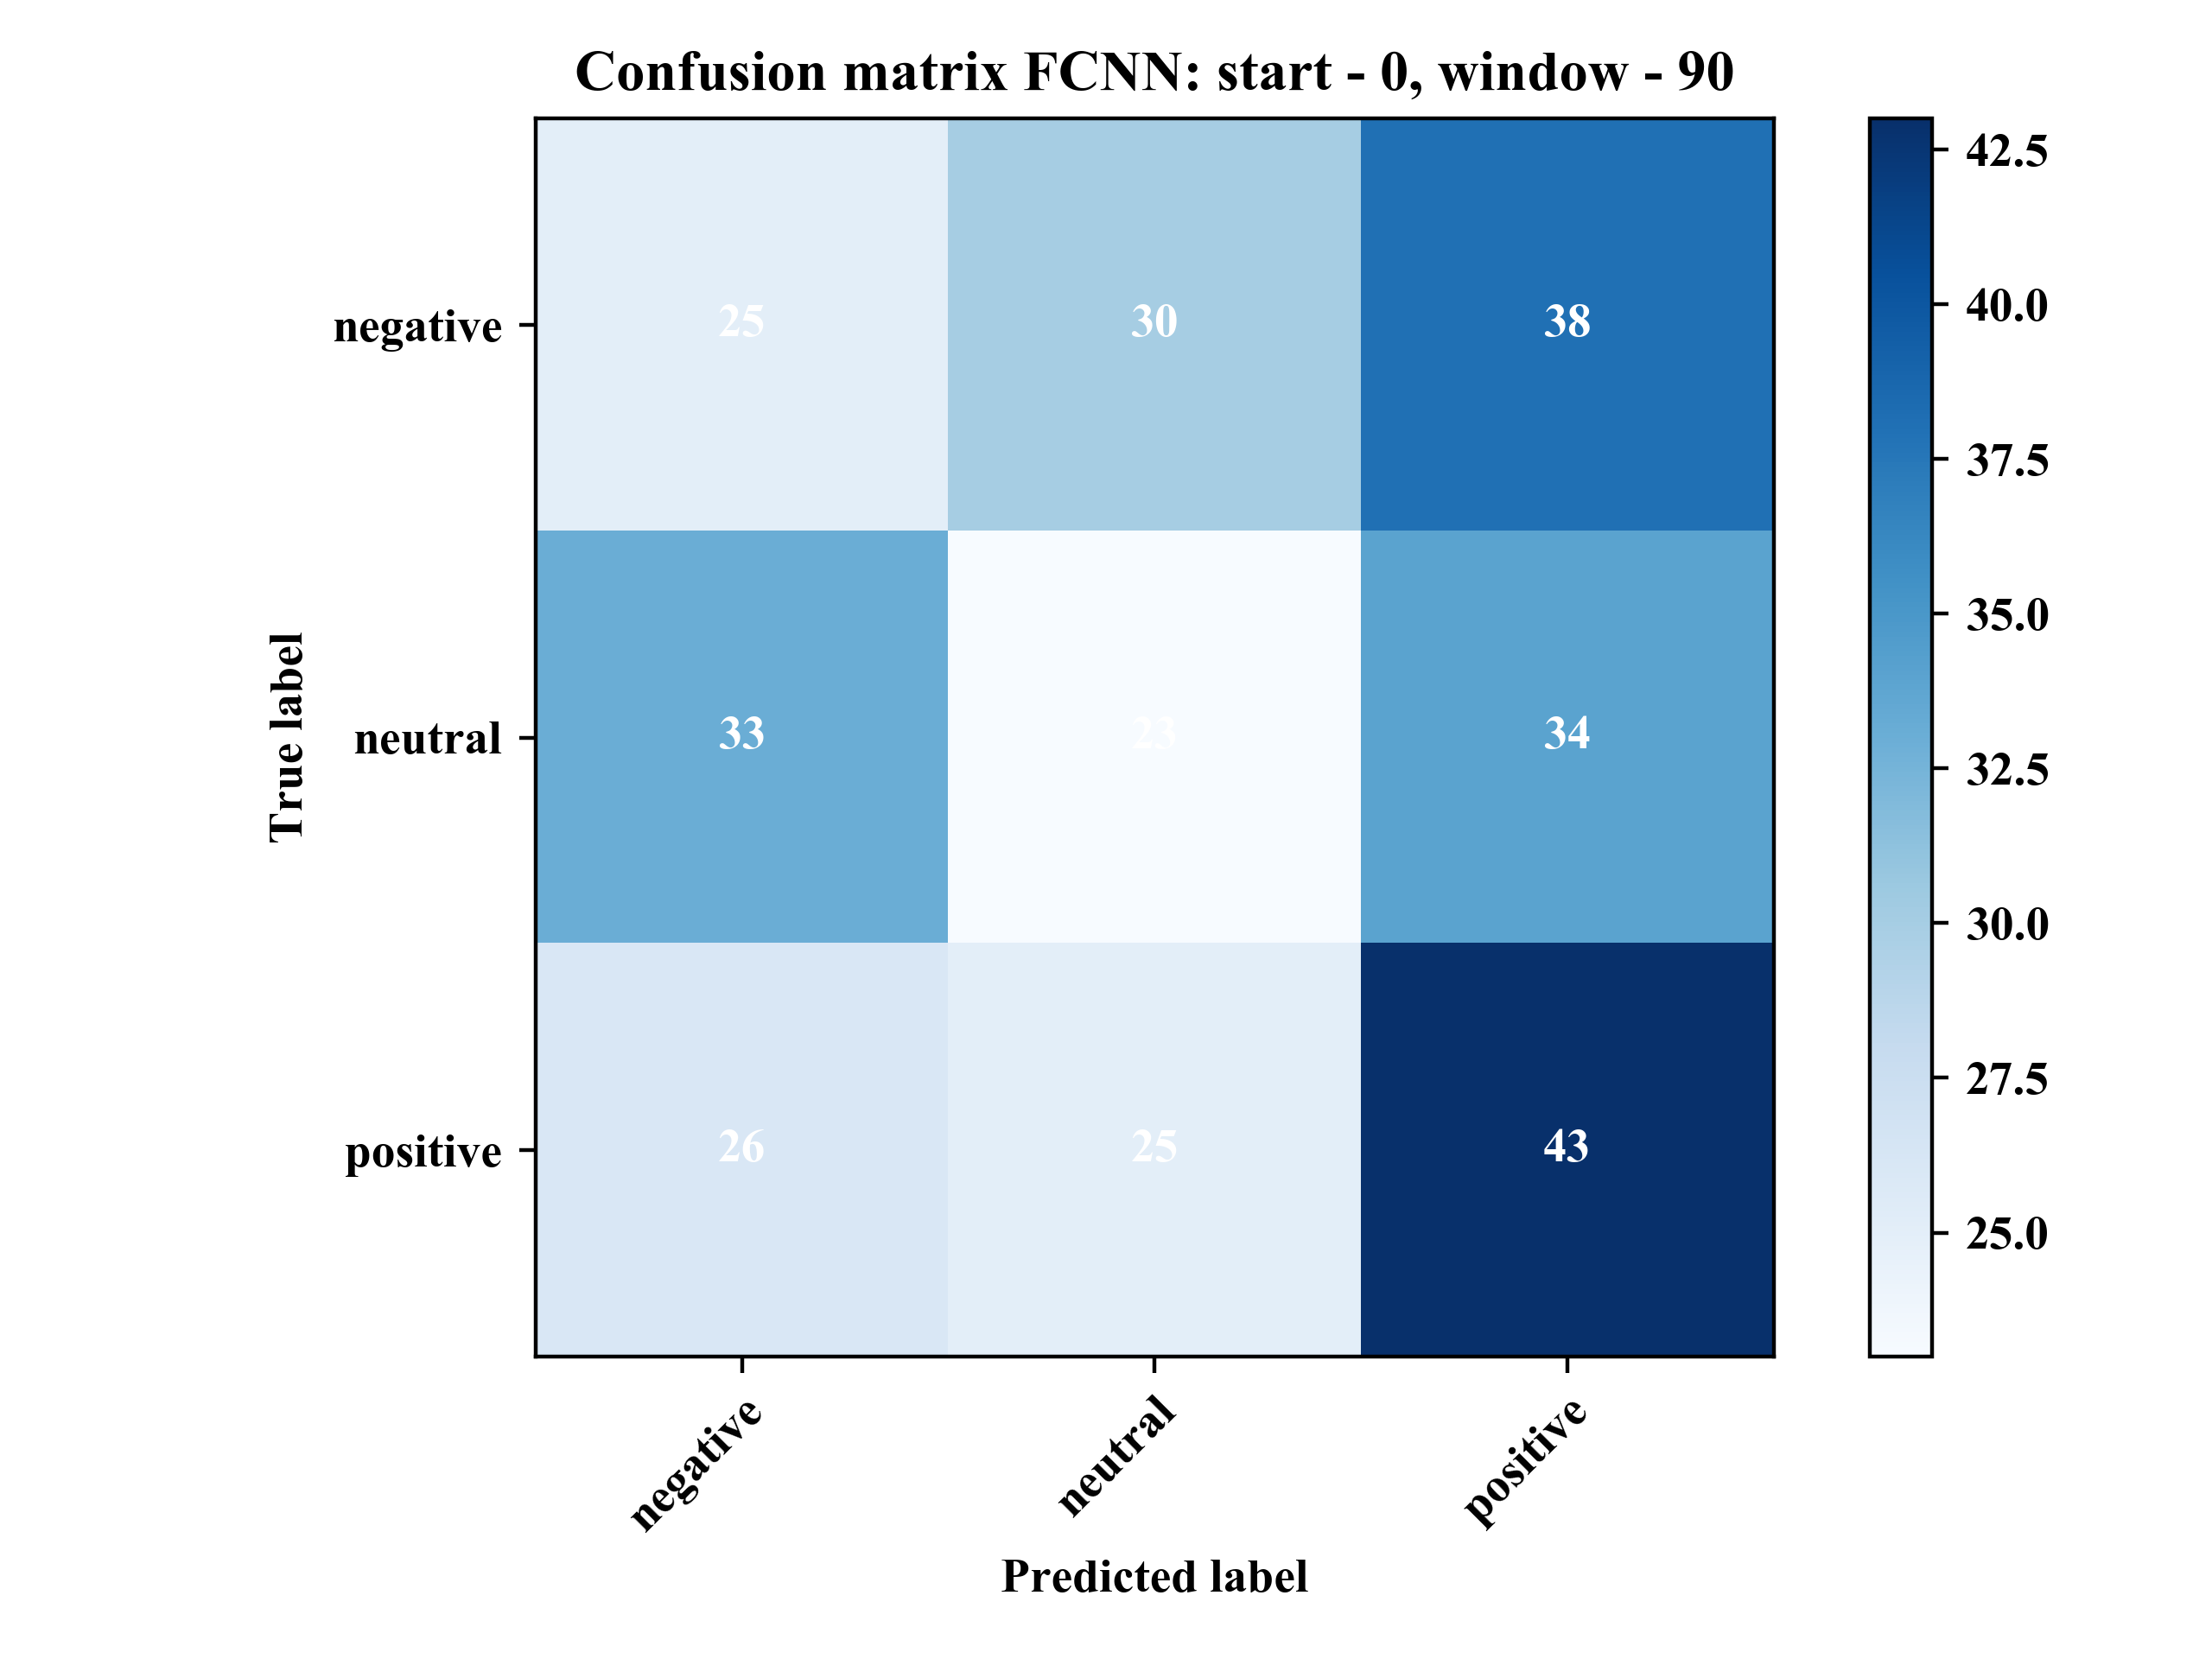 Confusion matrix FCNN: start - 0, window - 90
negative
25 30 38
neutral
33 23 34
positive
26 25 43
True label
negative
neutral
positive
Predicted label
42.5
40.0
37.5
35.0
32.5
30.0
27.5
25.0